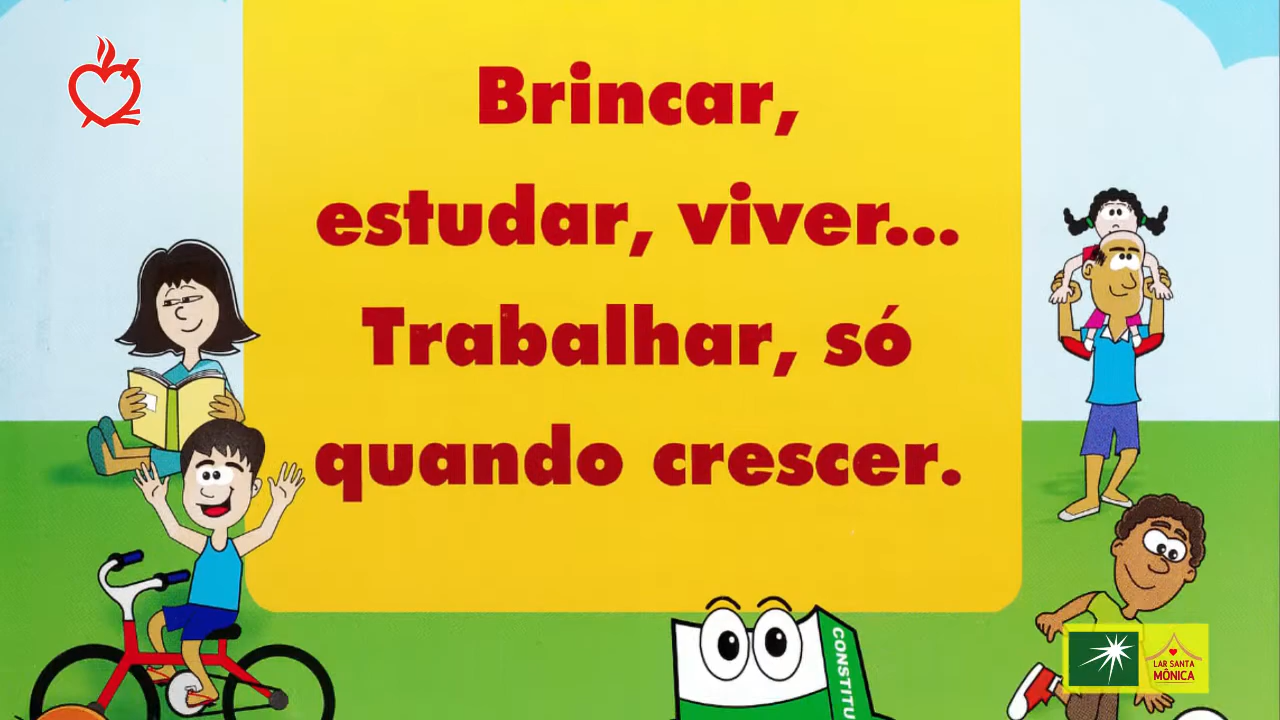 Brincar,
estudar, viver...
Trabalhar, só
quando crescer.
CONSTITU
LAR SANTA
MÔNICA